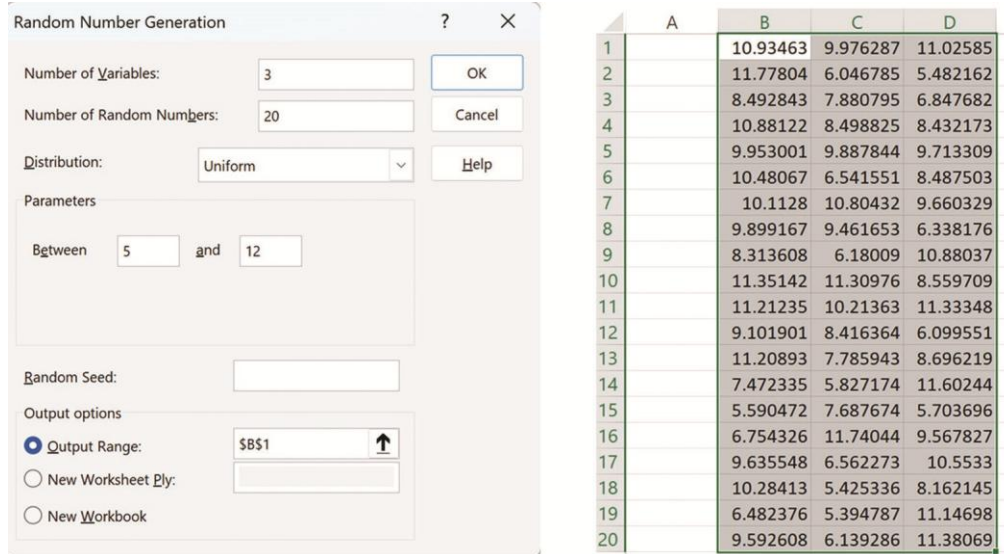 Random Number Generation ? ×
Number of Variables: 3 OK
Number of Random Numbers: 20 Cancel
Distribution: Uniform Help
Parameters
Between 5 and 12
Random Seed:
Output options
Output Range: $B$1
New Worksheet Ply:
New Workbook
A B C D
1 10.93463 9.976287 11.02585
2 11.77804 6.046785 5.482162
3 8.492843 7.880795 6.847682
4 10.88122 8.498825 8.432173
5 9.953001 9.887844 9.713309
6 10.48067 6.541551 8.487503
7 10.1128 10.80432 9.660329
8 9.899167 9.461653 6.338176
9 8.313608 6.18009 10.88037
10 11.35142 11.30976 8.559709
11 11.21235 10.21363 11.33348
12 9.101901 8.416364 6.099551
13 11.20893 7.785943 8.696219
14 7.472335 5.827174 11.60244
15 5.590472 7.687674 5.703696
16 6.754326 11.74044 9.567827
17 9.635548 6.562273 10.5533
18 10.28413 5.425336 8.162145
19 6.482376 5.394787 11.14698
20 9.592608 6.139286 11.38069